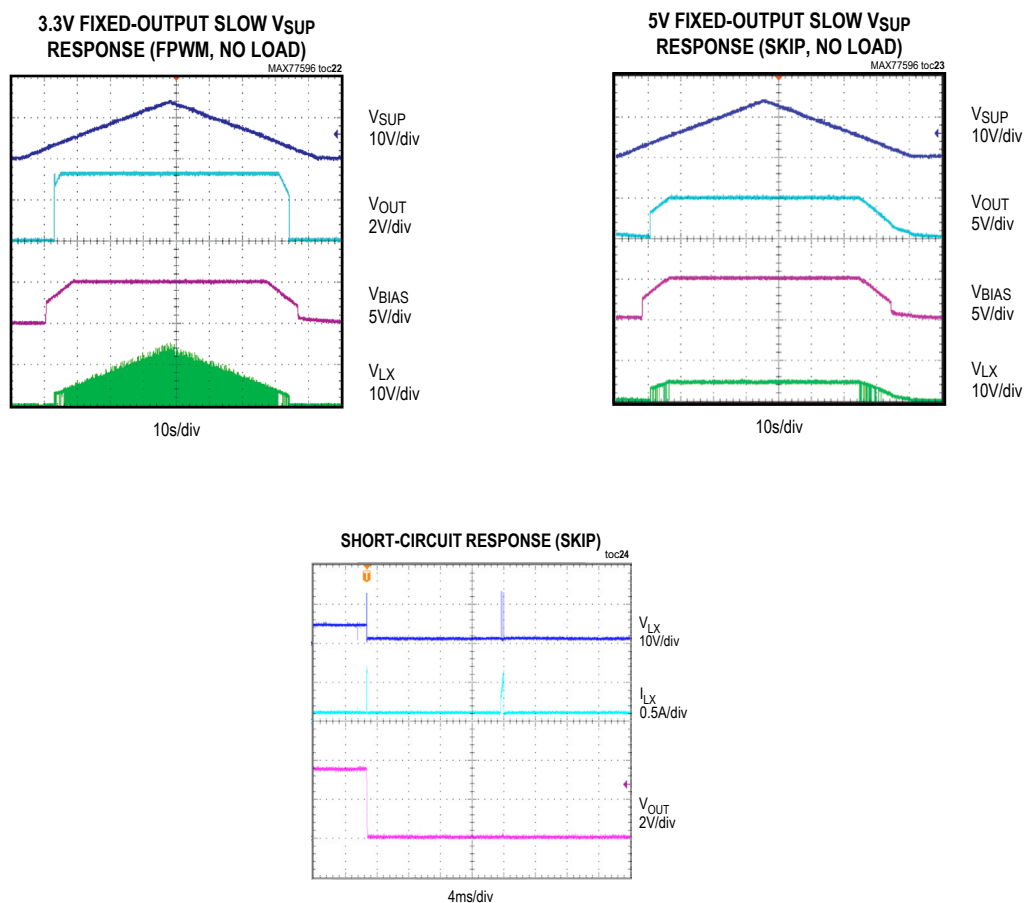 3.3V FIXED-OUTPUT SLOW VSUP
RESPONSE (FPWM, NO LOAD)
MAX77596 toc22
VSUP
10V/div
VOUT
2V/div
VBIAS
5V/div
VLX
10V/div
10s/div
5V FIXED-OUTPUT SLOW VSUP
RESPONSE (SKIP, NO LOAD)
MAX77596 toc23
VSUP
10V/div
VOUT
5V/div
VBIAS
5V/div
VLX
10V/div
10s/div
SHORT-CIRCUIT RESPONSE (SKIP)
toc24
T
VLX
10V/div
ILX
0.5A/div
VOUT
2V/div
4ms/div